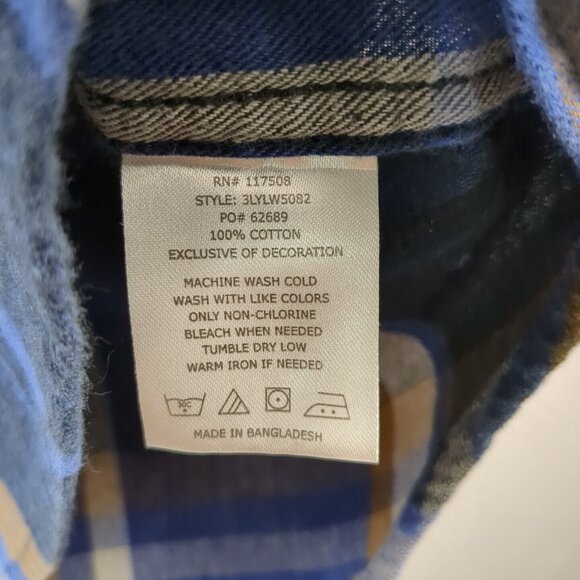 RN# 117508
STYLE: 3LYLW5082
PO# 62689
100% COTTON
EXCLUSIVE OF DECORATION
MACHINE WASH COLD
WASH WITH LIKE COLORS
ONLY NON-CHLORINE
BLEACH WHEN NEEDED
TUMBLE DRY LOW
WARM IRON IF NEEDED
30C
MADE IN BANGLADESH